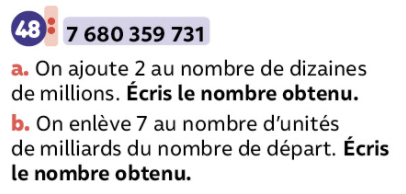 48 7 680 359 731
a. On ajoute 2 au nombre de dizaines
de millions. Écris le nombre obtenu.
b. On enlève 7 au nombre d’unités
de milliards du nombre de départ. Écris
le nombre obtenu.